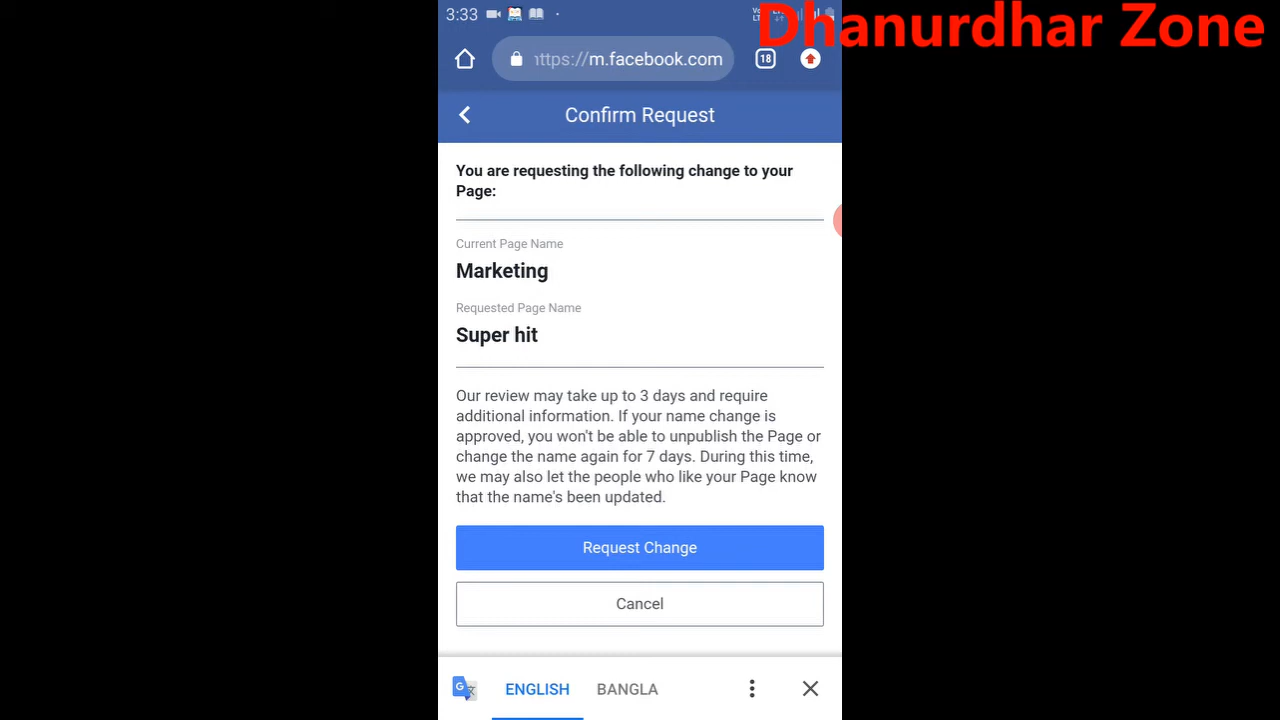 3:33
Dhanurdhar Zone
https://m.facebook.com
18
Confirm Request
You are requesting the following change to your
Page:
Current Page Name
Marketing
Requested Page Name
Super hit
Our review may take up to 3 days and require
additional information. If your name change is
approved, you won't be able to unpublish the Page or
change the name again for 7 days. During this time,
we may also let the people who like your Page know
that the name's been updated.
Request Change
Cancel
ENGLISH BANGLA